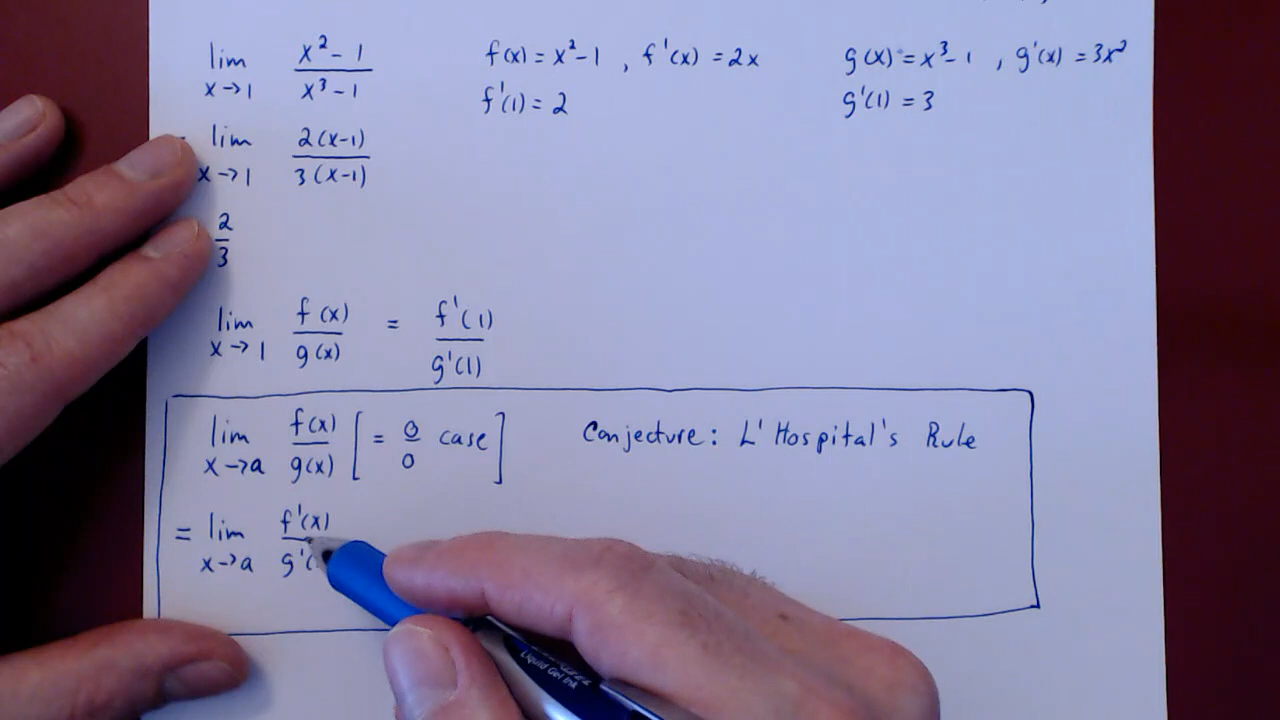 lim x→1 (x² - 1)/(x³ - 1)    f(x) = x² - 1 , f'(x) = 2x    g(x) = x³ - 1 , g'(x) = 3x²
f'(1) = 2    g'(1) = 3
= lim x→1 2(x-1)/3(x-1)
2/3
lim x→1 f(x)/g(x) = f'(1)/g'(1)
lim x→a f(x)/g(x) [ = 0/0 case ]    Conjecture: L'Hospital's Rule
= lim x→a f'(x)/g'(
Liquid Gel Ink